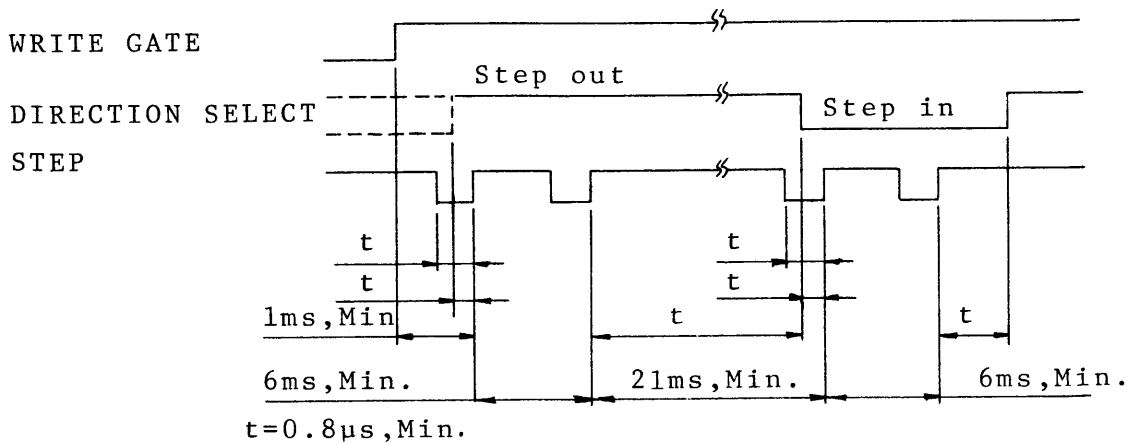 WRITE GATE
Step out
DIRECTION SELECT
Step in
STEP
t
t
t
t
1ms,Min
t
t
6ms,Min.
21ms,Min.
6ms,Min.
t=0.8μs,Min.